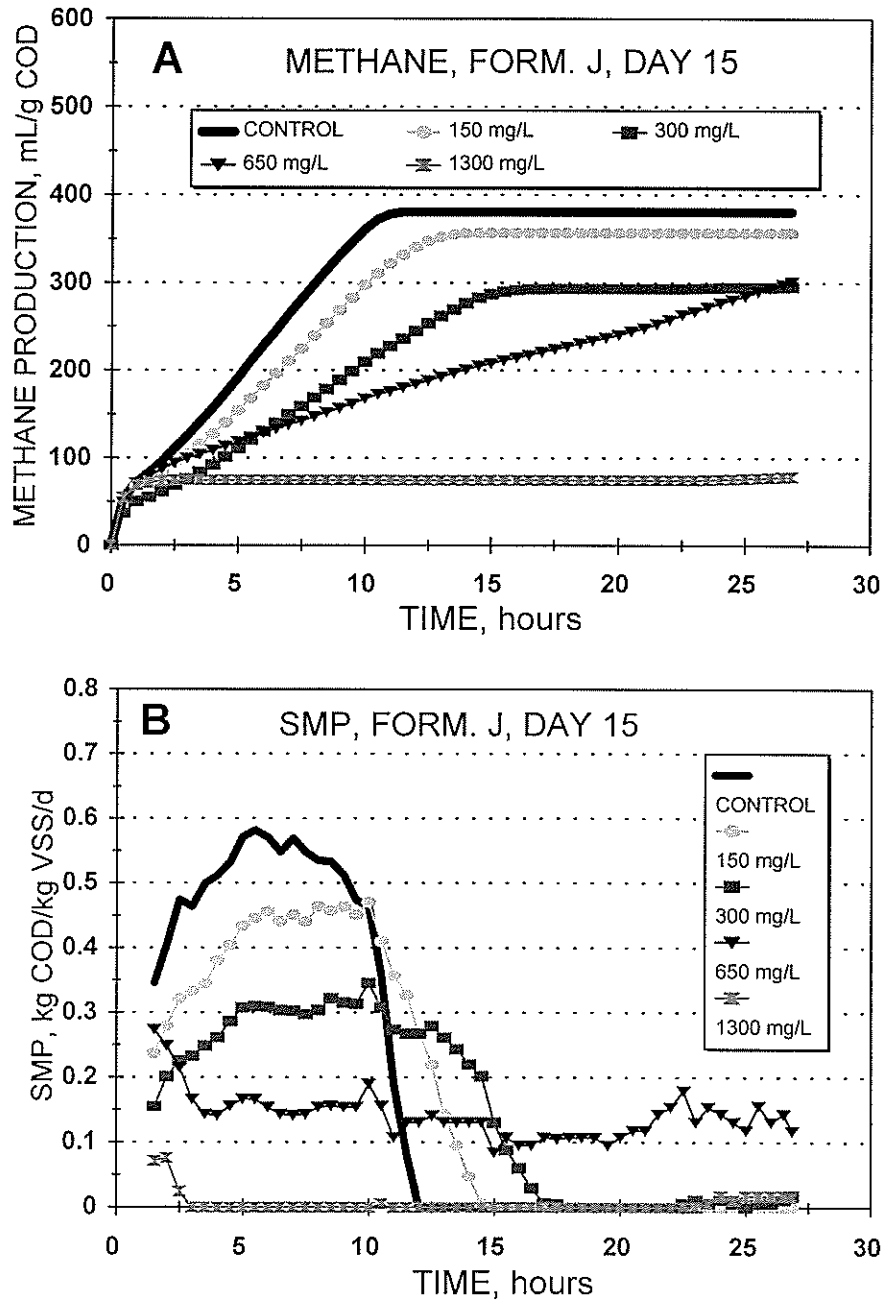 A METHANE, FORM. J, DAY 15
METHANE PRODUCTION, mL/g COD
600
500
400
300
200
100
0
CONTROL 150 mg/L 300 mg/L
650 mg/L 1300 mg/L
0 5 10 15 20 25 30
TIME, hours
B SMP, FORM. J, DAY 15
SMP, kg COD/kg VSS/d
0.8
0.7
0.6
0.5
0.4
0.3
0.2
0.1
0
CONTROL
150 mg/L
300 mg/L
650 mg/L
1300 mg/L
0 5 10 15 20 25 30
TIME, hours